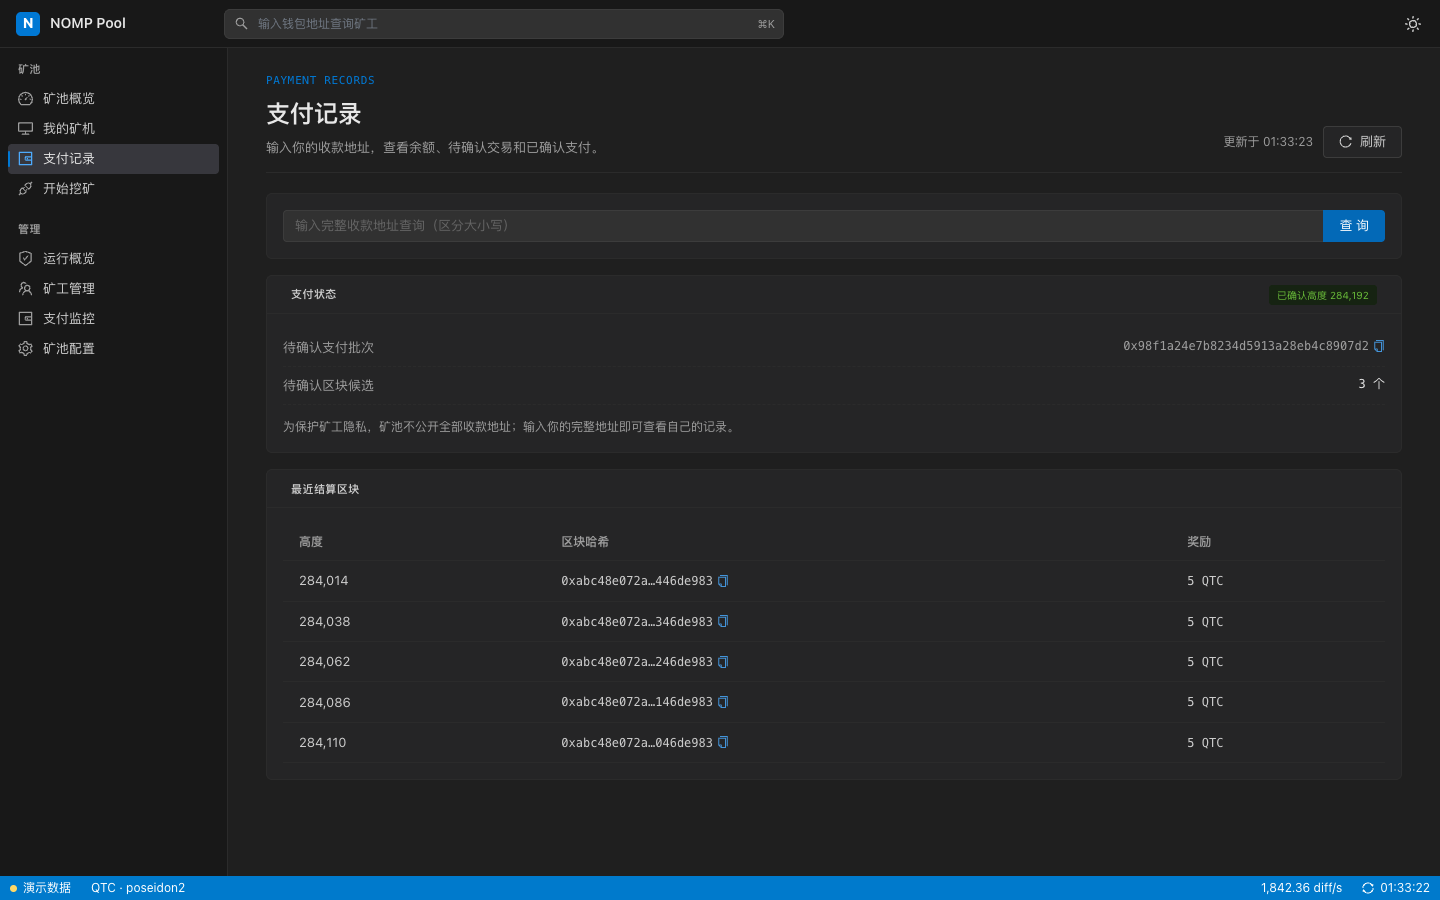 N NOMP Pool
输入钱包地址查询矿工 ⌘K
矿池
矿池概览
我的矿机
支付记录
开始挖矿
管理
运行概览
矿工管理
支付监控
矿池配置
PAYMENT RECORDS
支付记录
输入你的收款地址，查看余额、待确认交易和已确认支付。
更新于 01:33:23 刷新
输入完整收款地址查询（区分大小写） 查 询
支付状态 已确认高度 284,192
待确认支付批次 0x98f1a24e7b8234d5913a28eb4c8907d2
待确认区块候选 3 个
为保护矿工隐私，矿池不公开全部收款地址；输入你的完整地址即可查看自己的记录。
最近结算区块
高度 区块哈希 奖励
284,014 0xabc48e072a…446de983 5 QTC
284,038 0xabc48e072a…346de983 5 QTC
284,062 0xabc48e072a…246de983 5 QTC
284,086 0xabc48e072a…146de983 5 QTC
284,110 0xabc48e072a…046de983 5 QTC
演示数据 QTC · poseidon2 1,842.36 diff/s 01:33:22